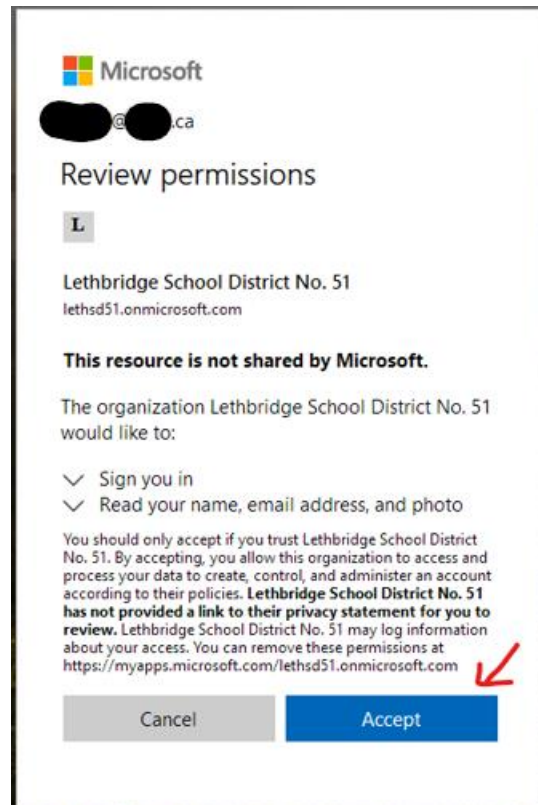 Microsoft
@ .ca
Review permissions
L
Lethbridge School District No. 51
lethsd51.onmicrosoft.com
This resource is not shared by Microsoft.
The organization Lethbridge School District No. 51
would like to:
Sign you in
Read your name, email address, and photo
You should only accept if you trust Lethbridge School District
No. 51. By accepting, you allow this organization to access and
process your data to create, control, and administer an account
according to their policies. Lethbridge School District No. 51
has not provided a link to their privacy statement for you to
review. Lethbridge School District No. 51 may log information
about your access. You can remove these permissions at
https://myapps.microsoft.com/lethsd51.onmicrosoft.com
Cancel
Accept